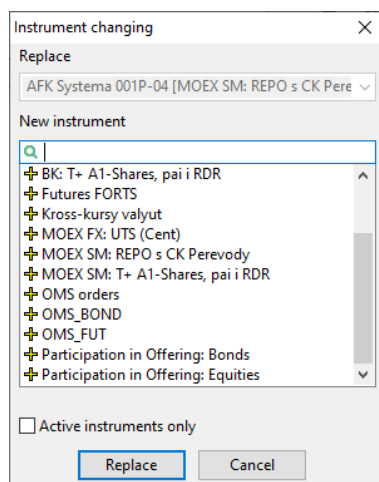 Instrument changing
Replace
AFK Systema 001P-04 [MOEX SM: REPO s CK Pere
New instrument
BK: T+ A1-Shares, pai i RDR
Futures FORTS
Kross-kursy valyut
MOEX FX: UTS (Cent)
MOEX SM: REPO s CK Perevody
MOEX SM: T+ A1-Shares, pai i RDR
OMS orders
OMS_BOND
OMS_FUT
Participation in Offering: Bonds
Participation in Offering: Equities
Active instruments only
Replace Cancel